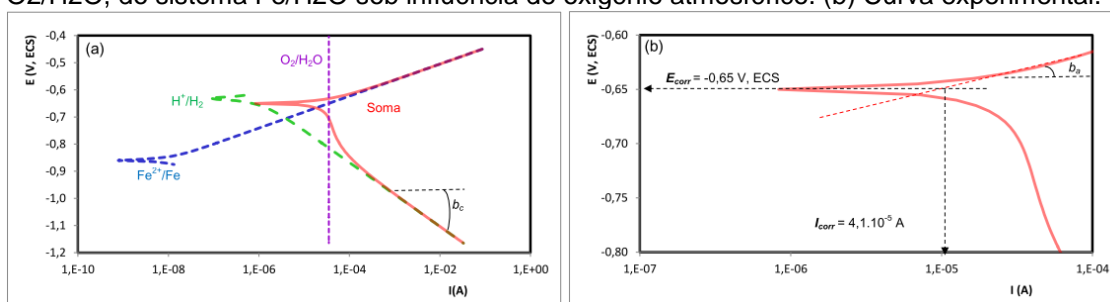 O2/H2O, do sistema Fe/H2O sob influência do oxigênio atmosférico. (b) Curva experimental.
(a)
E (V, ECS)
-0,4
-0,5
-0,6
-0,7
-0,8
-0,9
-1,0
-1,1
-1,2
O₂/H₂O
H⁺/H₂
Soma
Fe²⁺/Fe
b_c
1,E-10
1,E-08
1,E-06
1,E-04
1,E-02
1,E+00
I(A)
(b)
E (V, ECS)
-0,60
-0,65
-0,70
-0,75
-0,80
E_corr = -0,65 V, ECS
b_a
I_corr = 4,1.10⁻⁵ A
1,E-07
1,E-06
1,E-05
1,E-04
I (A)